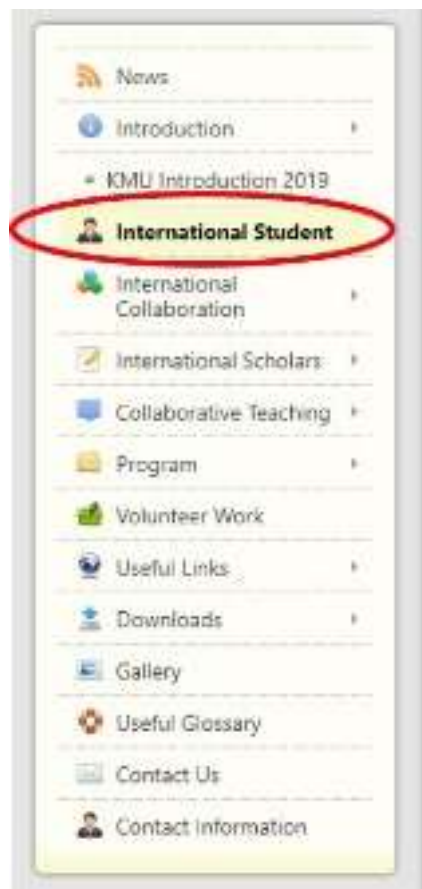 News
Introduction
KMU Introduction 2019
International Student
International
Collaboration
International Scholars
Collaborative Teaching
Program
Volunteer Work
Useful Links
Downloads
Gallery
Useful Glossary
Contact Us
Contact Information